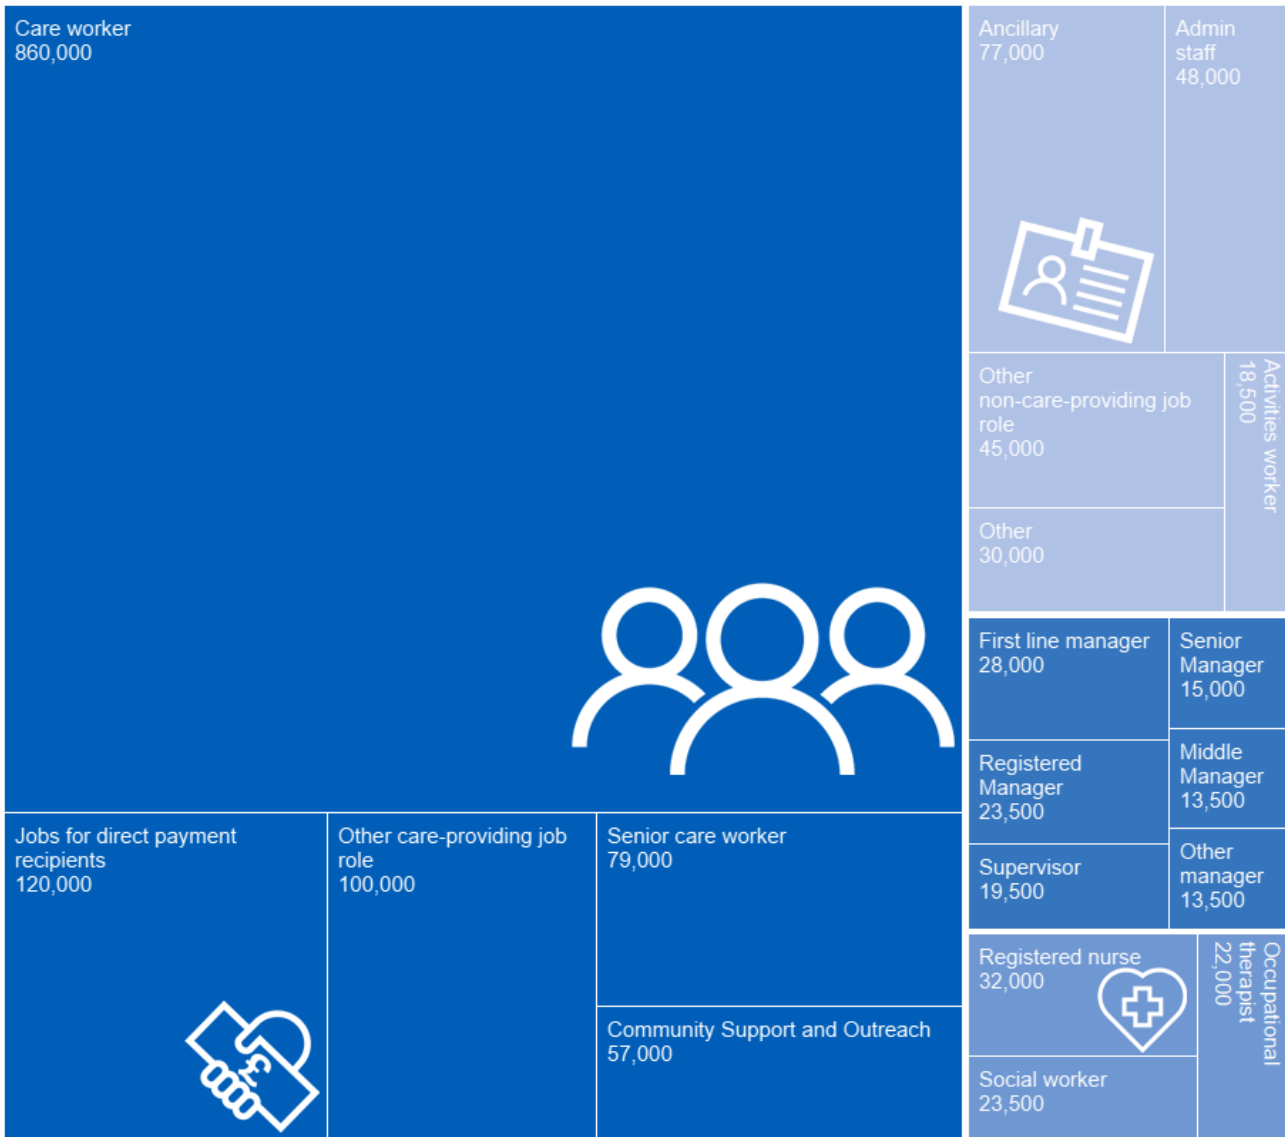 Care worker
860,000
Jobs for direct payment
recipients
120,000
£
Other care-providing job
role
100,000
Senior care worker
79,000
Community Support and Outreach
57,000
Ancillary
77,000
Admin
staff
48,000
Other
non-care-providing job
role
45,000
Activities worker
18,500
Other
30,000
First line manager
28,000
Senior
Manager
15,000
Registered
Manager
23,500
Middle
Manager
13,500
Supervisor
19,500
Other
manager
13,500
Registered nurse
32,000
Occupational
therapist
22,000
Social worker
23,500